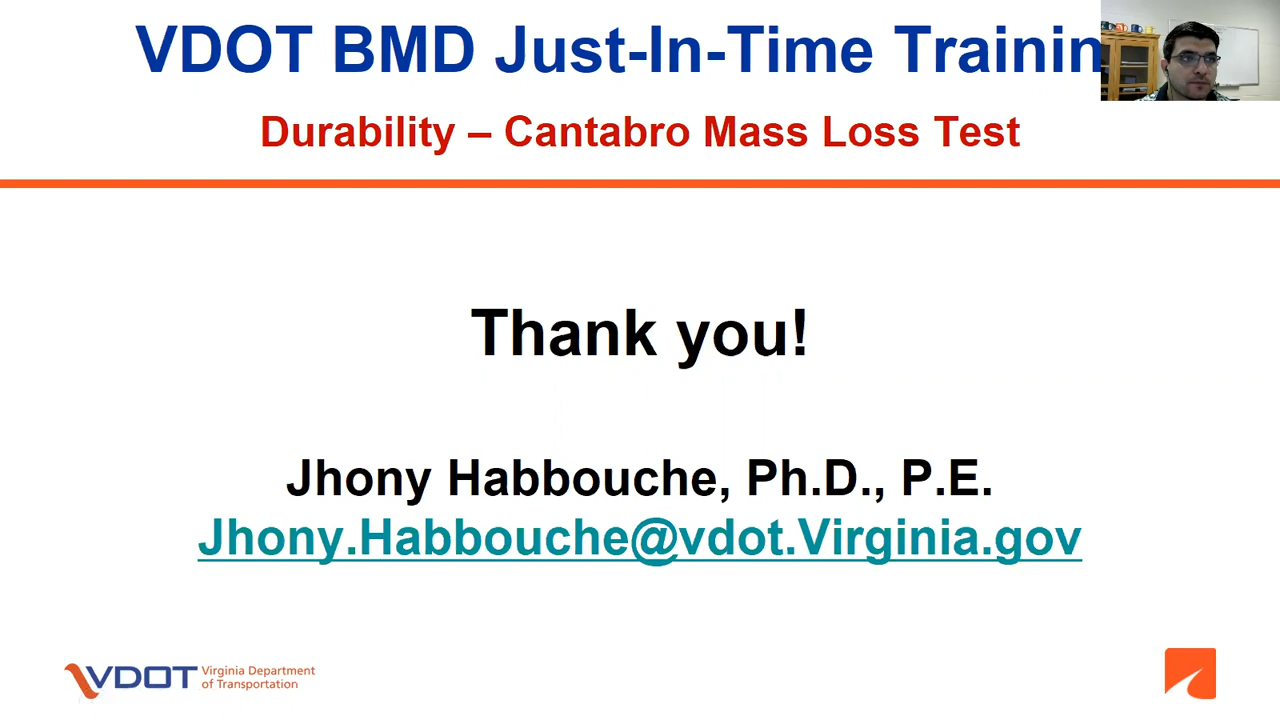 VDOT BMD Just-In-Time Trainin
Durability – Cantabro Mass Loss Test
Thank you!
Jhony Habbouche, Ph.D., P.E.
Jhony.Habbouche@vdot.Virginia.gov
VDOT Virginia Department
of Transportation